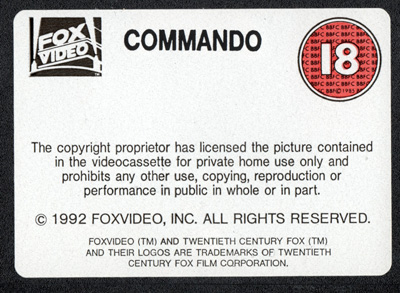 FOX
VIDEO
COMMANDO
18
The copyright proprietor has licensed the picture contained
in the videocassette for private home use only and
prohibits any other use, copying, reproduction or
performance in public in whole or in part.
© 1992 FOXVIDEO, INC. ALL RIGHTS RESERVED.
FOXVIDEO (TM) AND TWENTIETH CENTURY FOX (TM)
AND THEIR LOGOS ARE TRADEMARKS OF TWENTIETH
CENTURY FOX FILM CORPORATION.